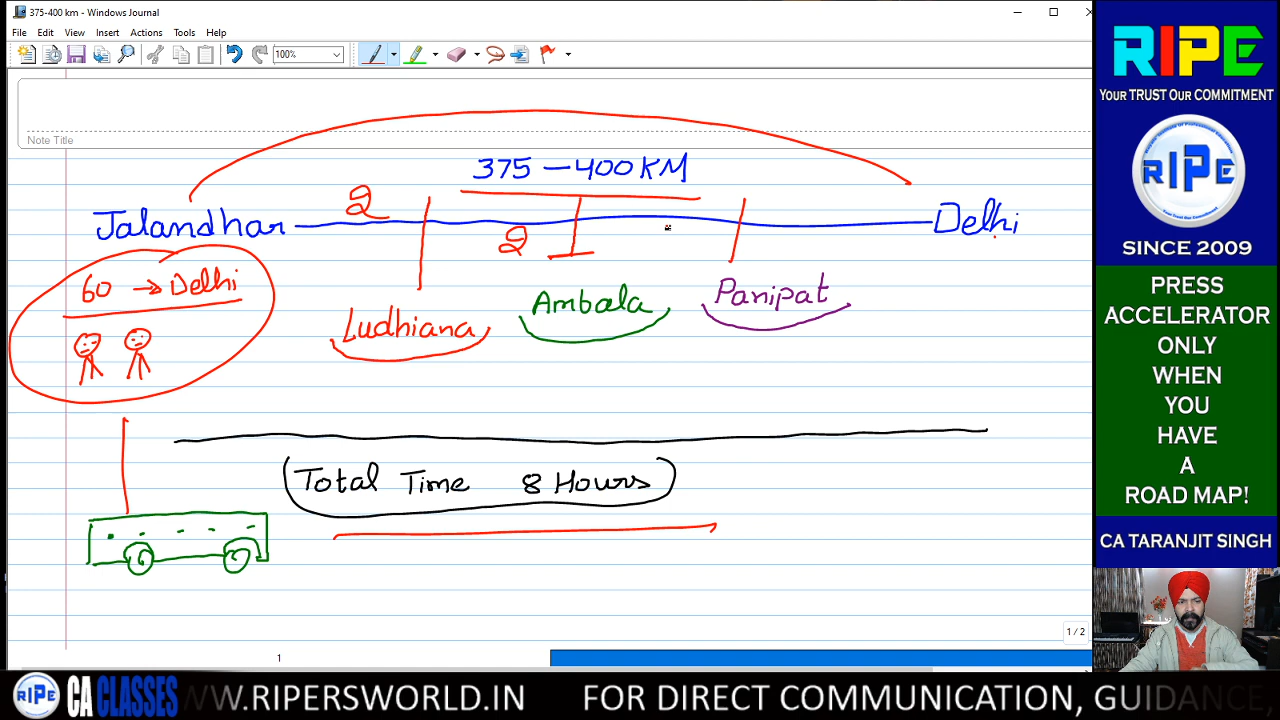 375-400 km - Windows Journal
File Edit View Insert Actions Tools Help
100%
Note Title
375 — 400 KM
Jalandhar 2 2 Delhi
60 → Delhi
Ludhiana Ambala Panipat
Total Time 8 Hours
1 / 2
1
RIPE
YOUR TRUST OUR COMMITMENT
RIPE
SINCE 2009
PRESS
ACCELERATOR
ONLY
WHEN
YOU
HAVE
A
ROAD MAP!
CA TARANJIT SINGH
RIPE CA CLASSES WWW.RIPERSWORLD.IN FOR DIRECT COMMUNICATION, GUIDANCE,